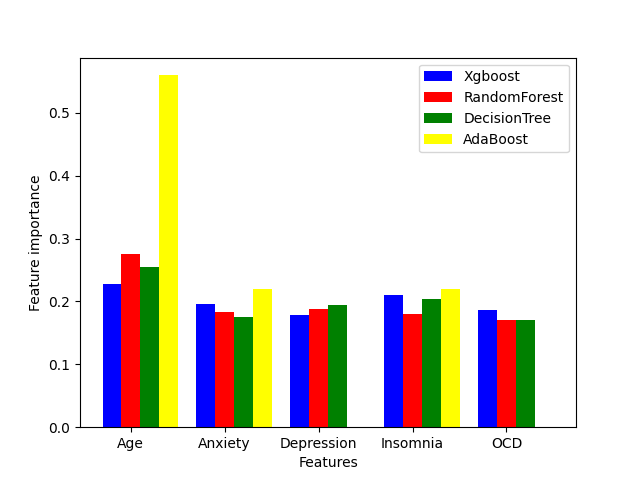 Xgboost
RandomForest
DecisionTree
AdaBoost
0.5
0.4
0.3
0.2
0.1
0.0
Feature importance
Age Anxiety Depression Insomnia OCD
Features